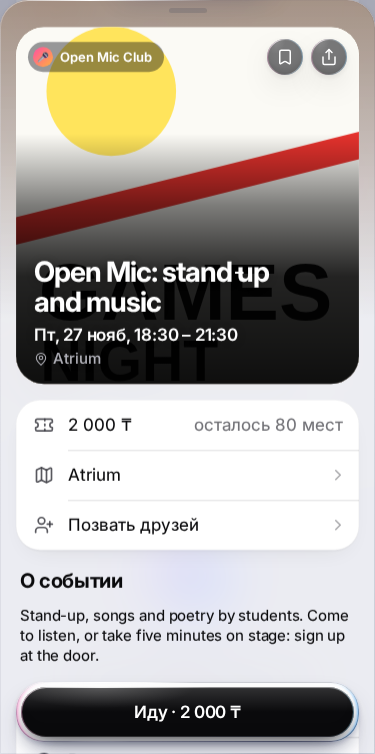 Open Mic Club
GAMES
NIGHT
Open Mic: stand-up
and music
Пт, 27 нояб, 18:30 – 21:30
Atrium
2 000 ₸
осталось 80 мест
Atrium
Позвать друзей
О событии
Stand-up, songs and poetry by students. Come
to listen, or take five minutes on stage: sign up
at the door.
Иду · 2 000 ₸